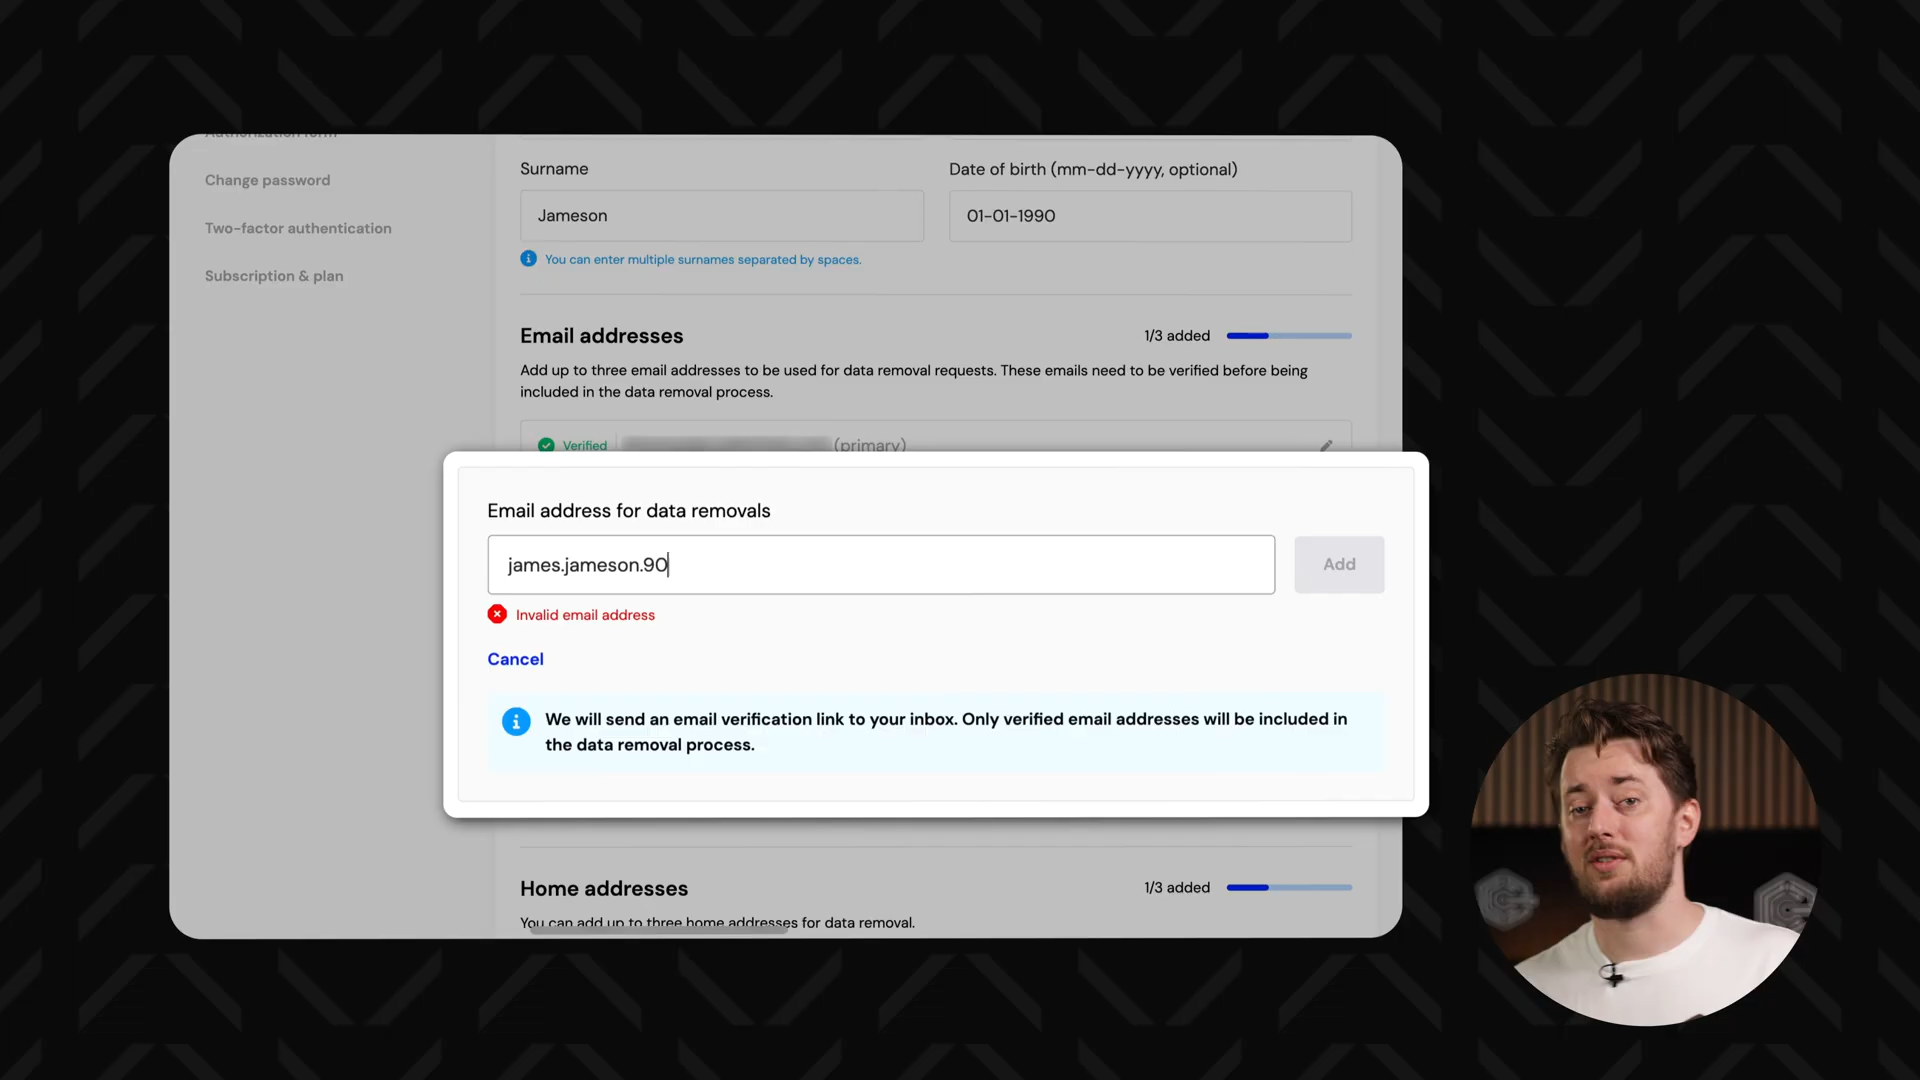 Authorization form
Change password
Two-factor authentication
Subscription & plan
Surname
Date of birth (mm-dd-yyyy, optional)
Jameson
01-01-1990
You can enter multiple surnames separated by spaces.
Email addresses
1/3 added
Add up to three email addresses to be used for data removal requests. These emails need to be verified before being
included in the data removal process.
Verified
(primary)
Email address for data removals
james.jameson.90
Add
Invalid email address
Cancel
We will send an email verification link to your inbox. Only verified email addresses will be included in
the data removal process.
Home addresses
1/3 added
You can add up to three home addresses for data removal.